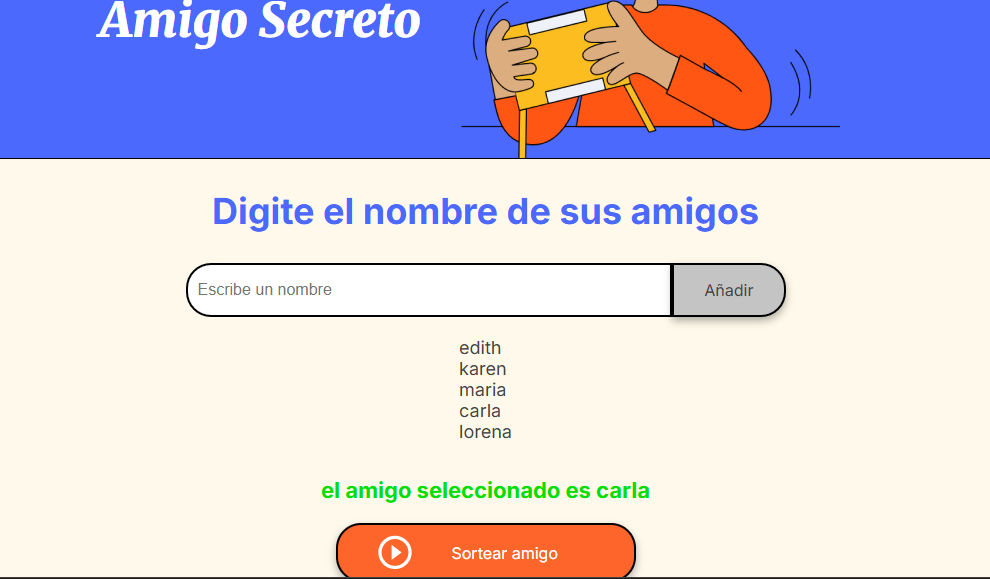 Amigo Secreto
Digite el nombre de sus amigos
Escribe un nombre
Añadir
edith
karen
maria
carla
lorena
el amigo seleccionado es carla
Sortear amigo